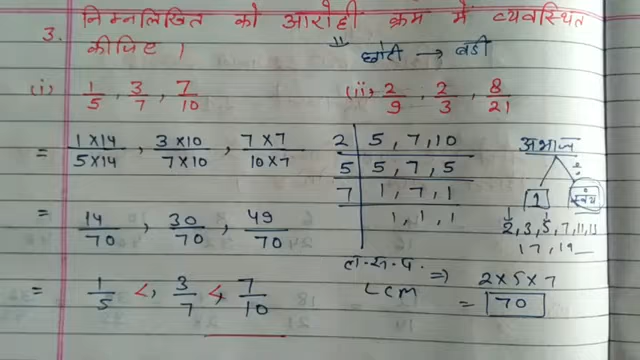 3. निम्नलिखित को आरोही क्रम में व्यवस्थित
कीजिए । छोटी → बडी
(i) 1/5, 3/7, 7/10
(ii) 2/9, 2/3, 8/21
= 1×14/5×14, 3×10/7×10, 7×7/10×7
= 14/70, 30/70, 49/70
= 1/5 <, 3/7 <, 7/10
2 | 5, 7, 10
5 | 5, 7, 5
7 | 1, 7, 1
1, 1, 1
ल.स.प. ⇒ 2×5×7
LCM = 70
अभाज्य
1
2, 3, 5, 7, 11, 13
17, 19